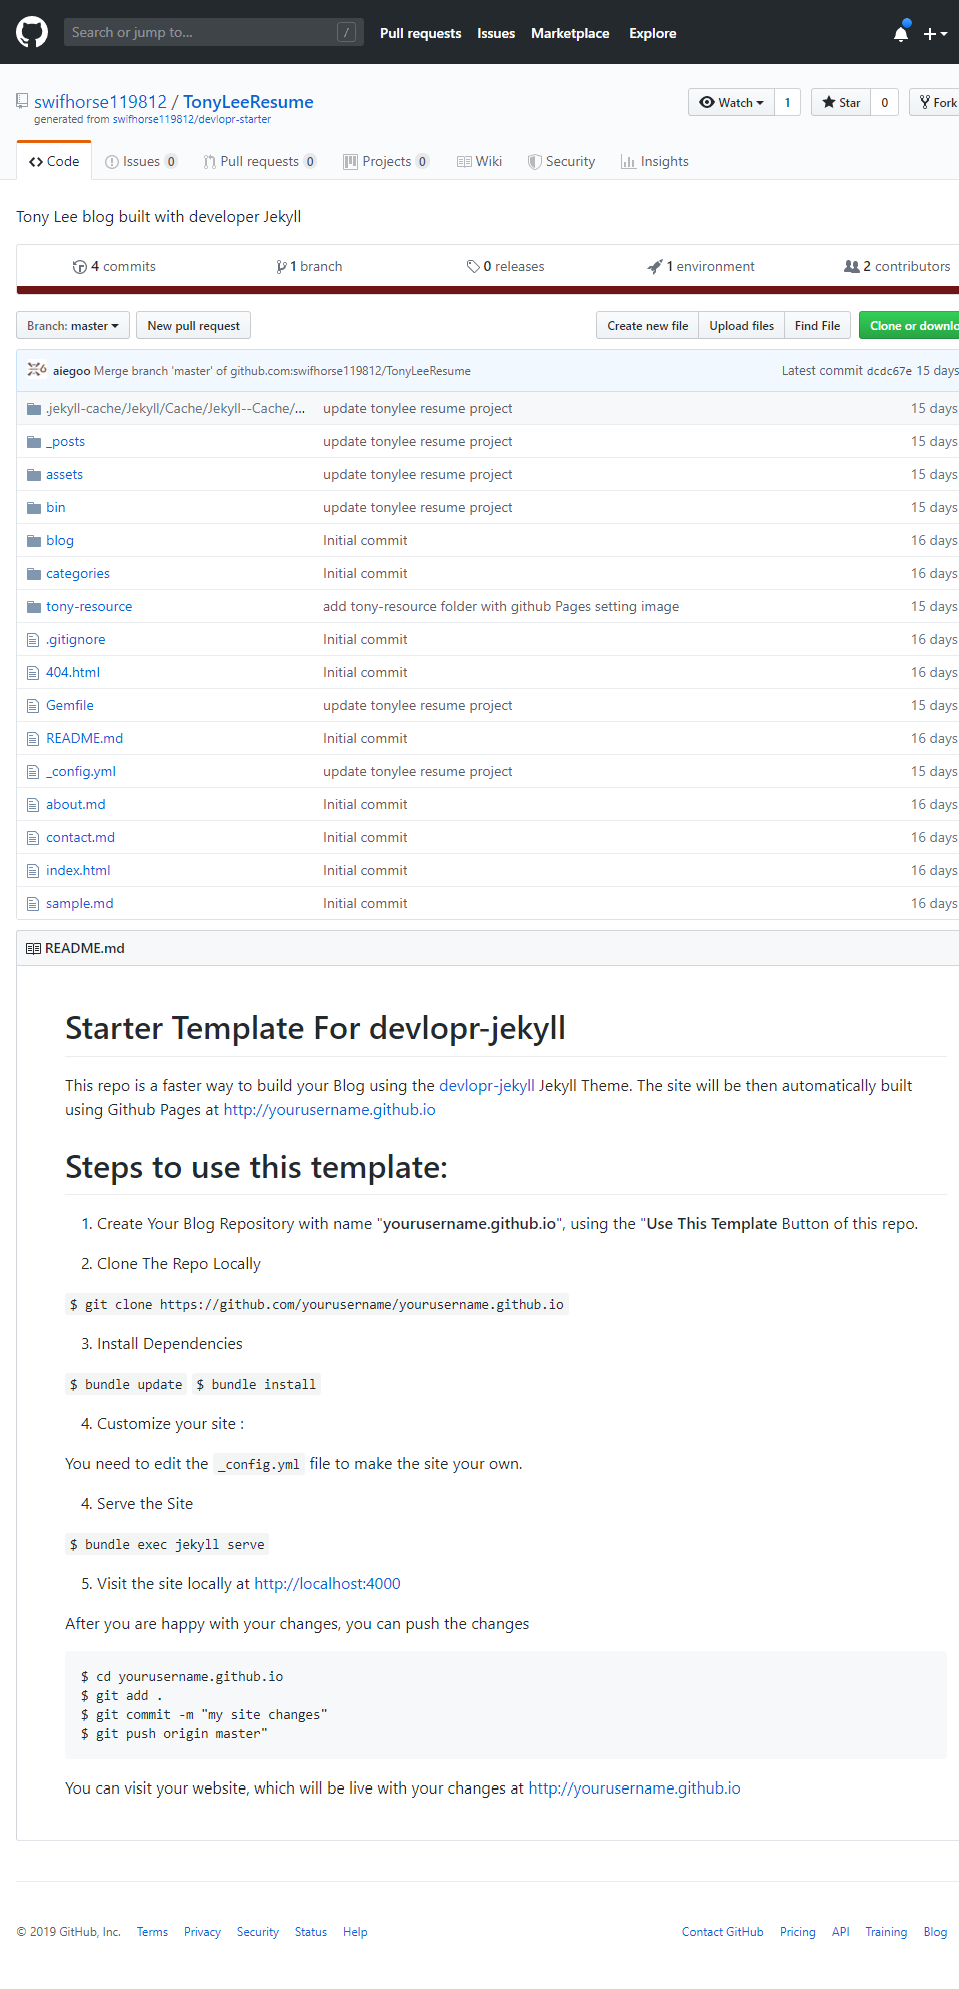 Search or jump to... / Pull requests Issues Marketplace Explore
swifhorse119812 / TonyLeeResume Watch 1 Star 0 Fork
generated from swifhorse119812/devlopr-starter
Code Issues 0 Pull requests 0 Projects 0 Wiki Security Insights
Tony Lee blog built with developer Jekyll
4 commits 1 branch 0 releases 1 environment 2 contributors
Branch: master New pull request Create new file Upload files Find File Clone or downlo
aiegoo Merge branch 'master' of github.com:swifhorse119812/TonyLeeResume Latest commit dcdc67e 15 days
.jekyll-cache/Jekyll/Cache/Jekyll--Cache/... update tonylee resume project 15 days
_posts update tonylee resume project 15 days
assets update tonylee resume project 15 days
bin update tonylee resume project 15 days
blog Initial commit 16 days
categories Initial commit 16 days
tony-resource add tony-resource folder with github Pages setting image 15 days
.gitignore Initial commit 16 days
404.html Initial commit 16 days
Gemfile update tonylee resume project 15 days
README.md Initial commit 16 days
_config.yml update tonylee resume project 15 days
about.md Initial commit 16 days
contact.md Initial commit 16 days
index.html Initial commit 16 days
sample.md Initial commit 16 days
README.md
Starter Template For devlopr-jekyll
This repo is a faster way to build your Blog using the devlopr-jekyll Jekyll Theme. The site will be then automatically built
using Github Pages at http://yourusername.github.io
Steps to use this template:
1. Create Your Blog Repository with name "yourusername.github.io", using the "Use This Template Button of this repo.
2. Clone The Repo Locally
$ git clone https://github.com/yourusername/yourusername.github.io
3. Install Dependencies
$ bundle update $ bundle install
4. Customize your site :
You need to edit the _config.yml file to make the site your own.
4. Serve the Site
$ bundle exec jekyll serve
5. Visit the site locally at http://localhost:4000
After you are happy with your changes, you can push the changes
$ cd yourusername.github.io
$ git add .
$ git commit -m "my site changes"
$ git push origin master"
You can visit your website, which will be live with your changes at http://yourusername.github.io
© 2019 GitHub, Inc. Terms Privacy Security Status Help Contact GitHub Pricing API Training Blog